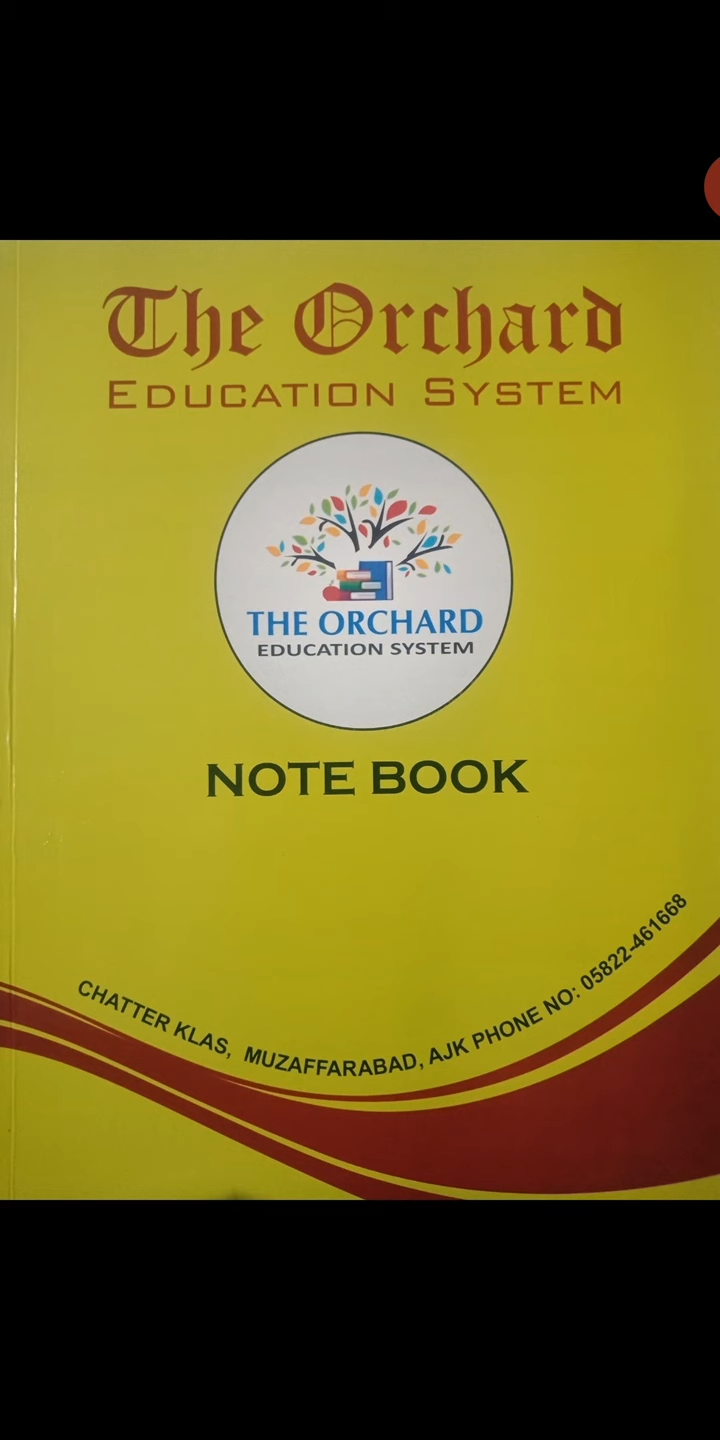 The Orchard
EDUCATION SYSTEM
THE ORCHARD
EDUCATION SYSTEM
NOTE BOOK
CHATTER KLAS, MUZAFFARABAD, AJK PHONE NO: 05822-461668